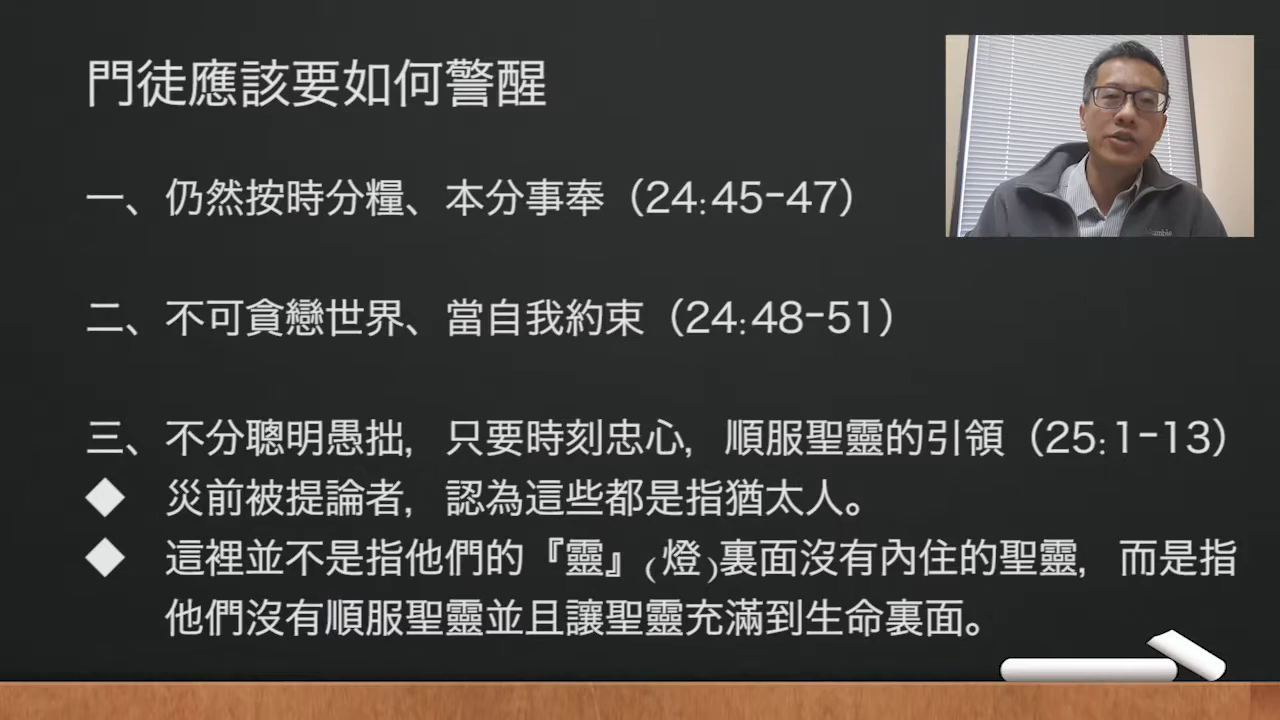 門徒應該要如何警醒
一、仍然按時分糧、本分事奉（24:45-47）
二、不可貪戀世界、當自我約束（24:48-51）
三、不分聰明愚拙，只要時刻忠心，順服聖靈的引領（25:1-13）
◆ 災前被提論者，認為這些都是指猶太人。
◆ 這裡並不是指他們的『靈』(燈)裏面沒有內住的聖靈，而是指
他們沒有順服聖靈並且讓聖靈充滿到生命裏面。